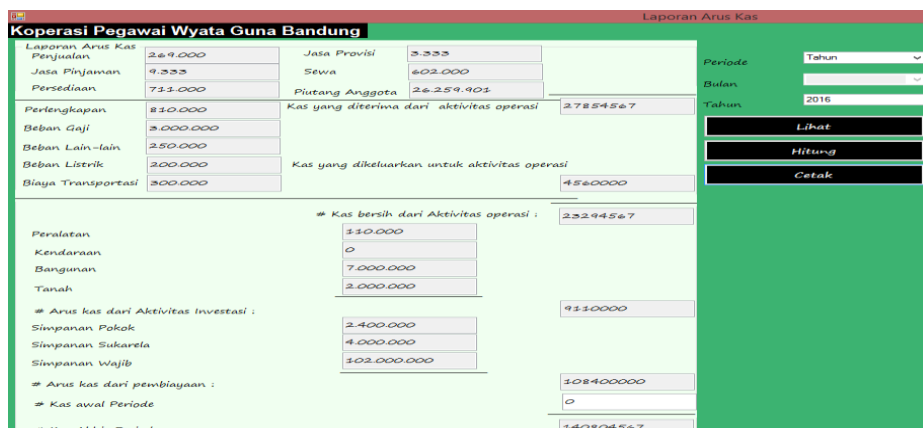 Laporan Arus Kas
Koperasi Pegawai Wyata Guna Bandung
Laporan Arus Kas
Penjualan 269.000 Jasa Provisi 3.333
Jasa Pinjaman 9.333 Sewa 602.000
Persediaan 711.000 Piutang Anggota 26.259.901
Periode Tahun
Bulan
Tahun 2016
Lihat
Hitung
Cetak
Perlengkapan 810.000 Kas yang diterima dari aktivitas operasi 27854567
Beban Gaji 3.000.000
Beban Lain-lain 250.000
Beban Listrik 200.000 Kas yang dikeluarkan untuk aktivitas operasi
Biaya Transportasi 300.000 4560000
# Kas bersih dari Aktivitas operasi : 23294567
Peralatan 110.000
Kendaraan 0
Bangunan 7.000.000
Tanah 2.000.000
# Arus kas dari Aktivitas Investasi : 9110000
Simpanan Pokok 2.400.000
Simpanan Sukarela 4.000.000
Simpanan Wajib 102.000.000
# Arus kas dari pembiayaan : 108400000
# Kas awal Periode 0
140804567